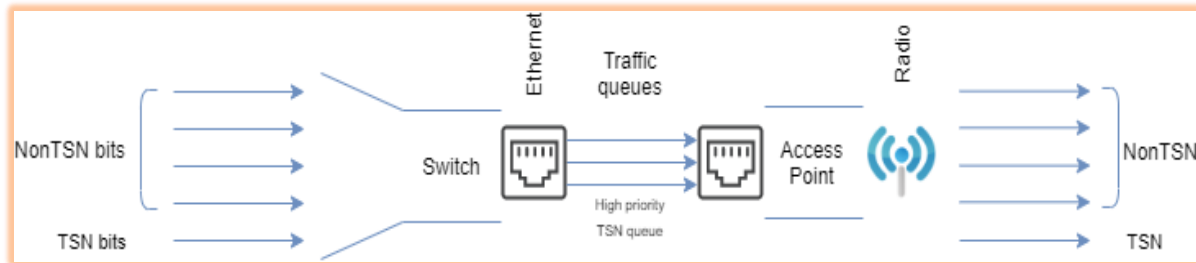 Ethernet
Traffic
queues
Radio
NonTSN bits
Switch
Access
Point
NonTSN
High priority
TSN queue
TSN bits
TSN